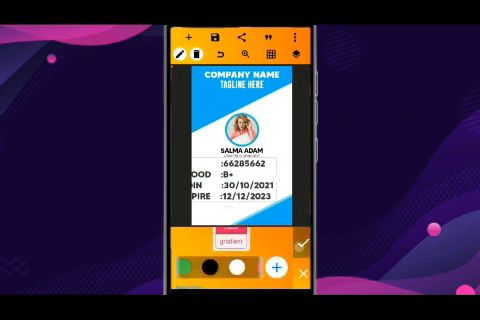 COMPANY NAME
TAGLINE HERE
SALMA ADAM
:66285662
OOD :B+
OIN :30/10/2021
PIRE :12/12/2023
gradient